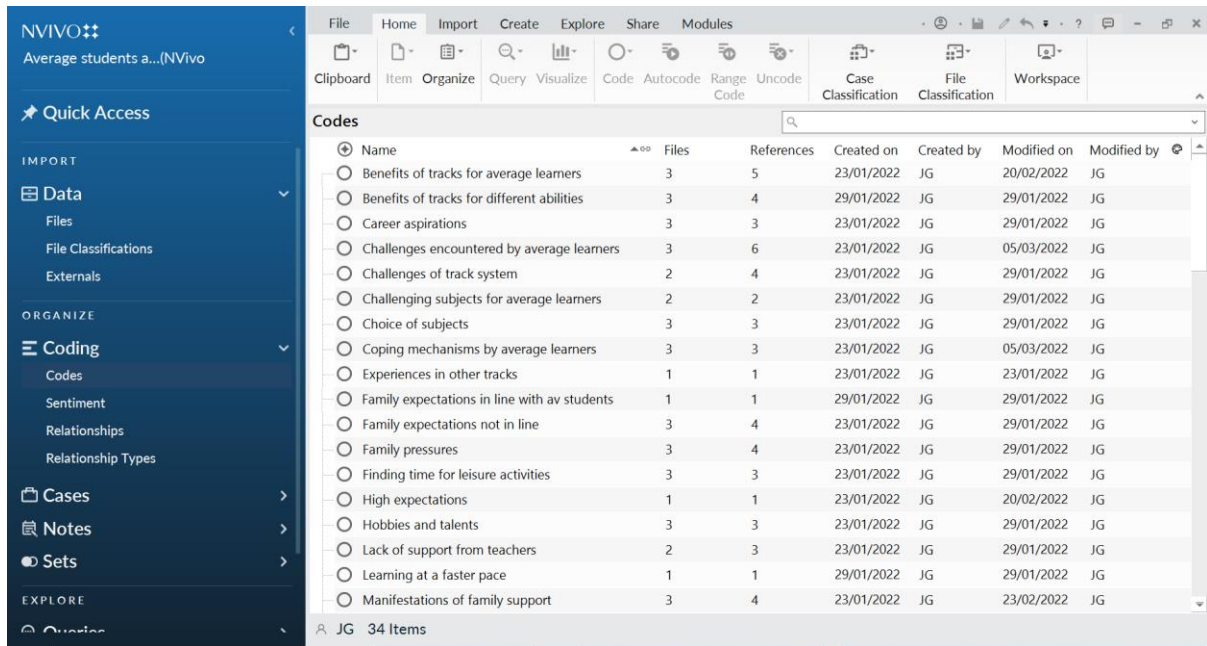 NVIVO
Average students a...(NVivo
Quick Access
IMPORT
Data
Files
File Classifications
Externals
ORGANIZE
Coding
Codes
Sentiment
Relationships
Relationship Types
Cases
Notes
Sets
EXPLORE
Queries
File Home Import Create Explore Share Modules
Clipboard Item Organize Query Visualize Code Autocode Range Code Uncode Case Classification File Classification Workspace
Codes
Name Files References Created on Created by Modified on Modified by
Benefits of tracks for average learners 3 5 23/01/2022 JG 20/02/2022 JG
Benefits of tracks for different abilities 3 4 29/01/2022 JG 29/01/2022 JG
Career aspirations 3 3 23/01/2022 JG 29/01/2022 JG
Challenges encountered by average learners 3 6 23/01/2022 JG 05/03/2022 JG
Challenges of track system 2 4 23/01/2022 JG 29/01/2022 JG
Challenging subjects for average learners 2 2 23/01/2022 JG 29/01/2022 JG
Choice of subjects 3 3 23/01/2022 JG 29/01/2022 JG
Coping mechanisms by average learners 3 3 23/01/2022 JG 05/03/2022 JG
Experiences in other tracks 1 1 23/01/2022 JG 23/01/2022 JG
Family expectations in line with av students 1 1 29/01/2022 JG 29/01/2022 JG
Family expectations not in line 3 4 23/01/2022 JG 29/01/2022 JG
Family pressures 3 4 23/01/2022 JG 29/01/2022 JG
Finding time for leisure activities 3 3 23/01/2022 JG 29/01/2022 JG
High expectations 1 1 23/01/2022 JG 20/02/2022 JG
Hobbies and talents 3 3 23/01/2022 JG 29/01/2022 JG
Lack of support from teachers 2 3 23/01/2022 JG 29/01/2022 JG
Learning at a faster pace 1 1 29/01/2022 JG 29/01/2022 JG
Manifestations of family support 3 4 23/01/2022 JG 23/02/2022 JG
JG 34 Items